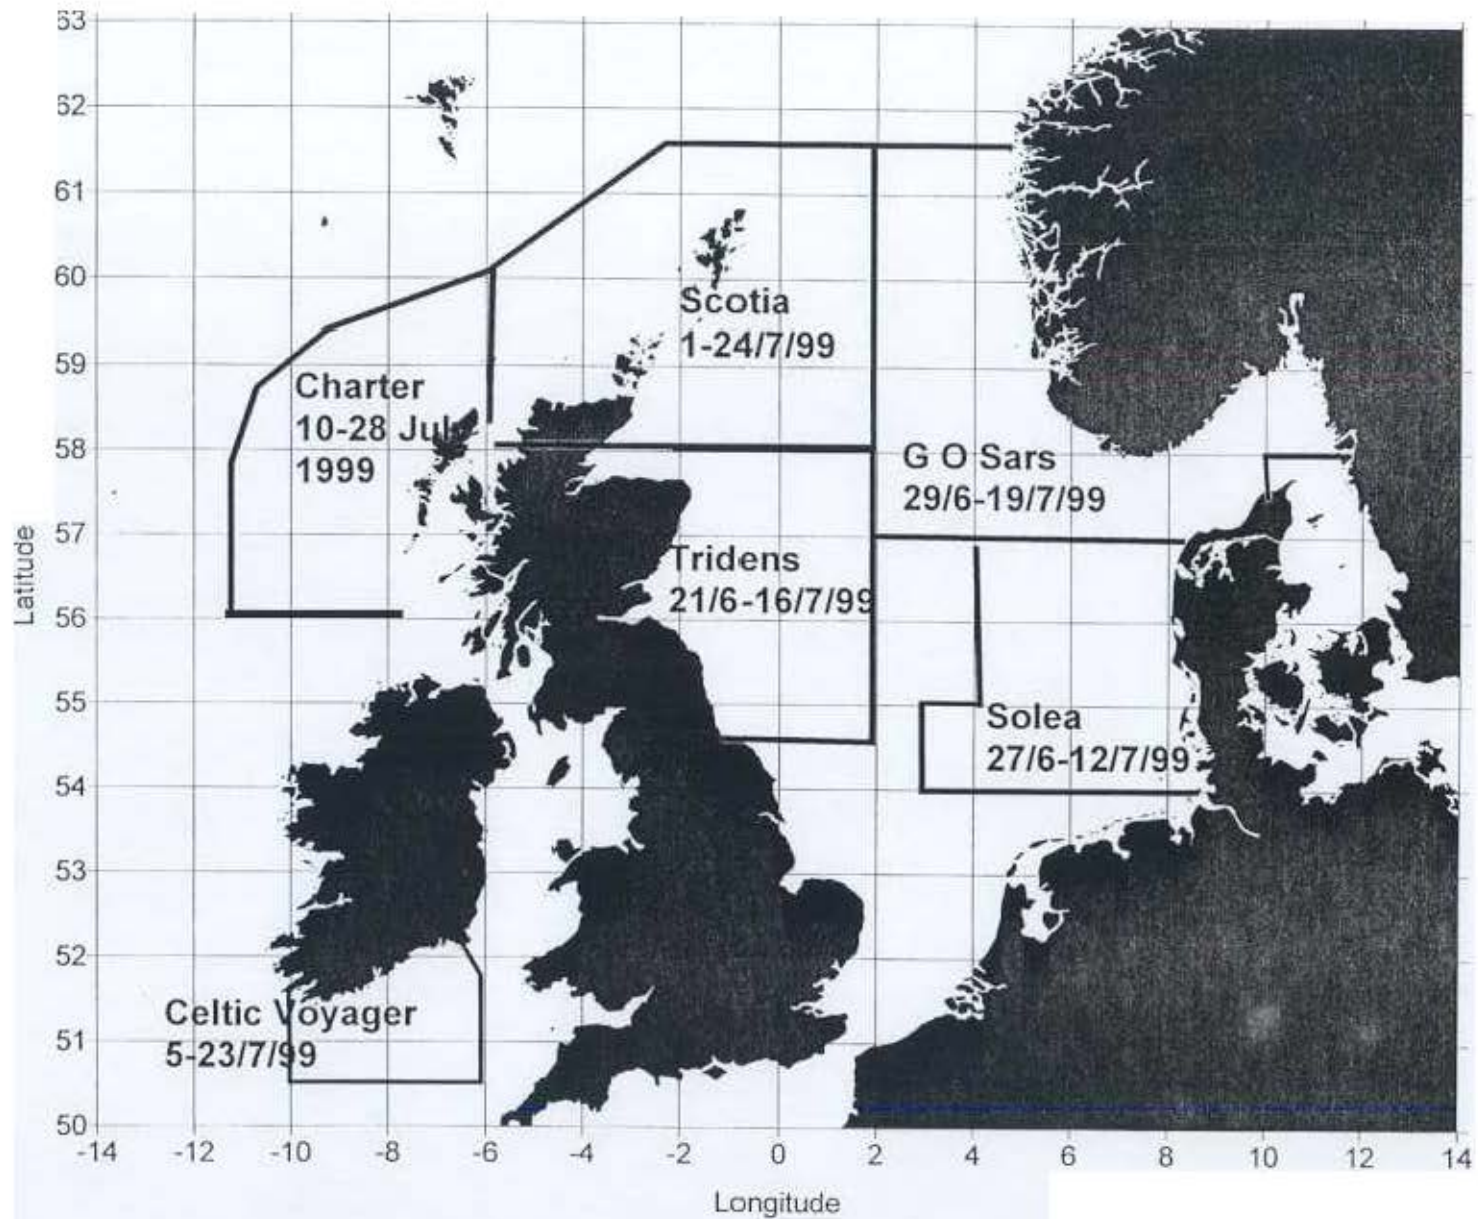 63
62
61
60
59
58
57
56
55
54
53
52
51
50
Latitude
Scotia
1-24/7/99
Charter
10-28 July
1999
G O Sars
29/6-19/7/99
Tridens
21/6-16/7/99
Solea
27/6-12/7/99
Celtic Voyager
5-23/7/99
-14 -12 -10 -8 -6 -4 -2 0 2 4 6 8 10 12 14
Longitude